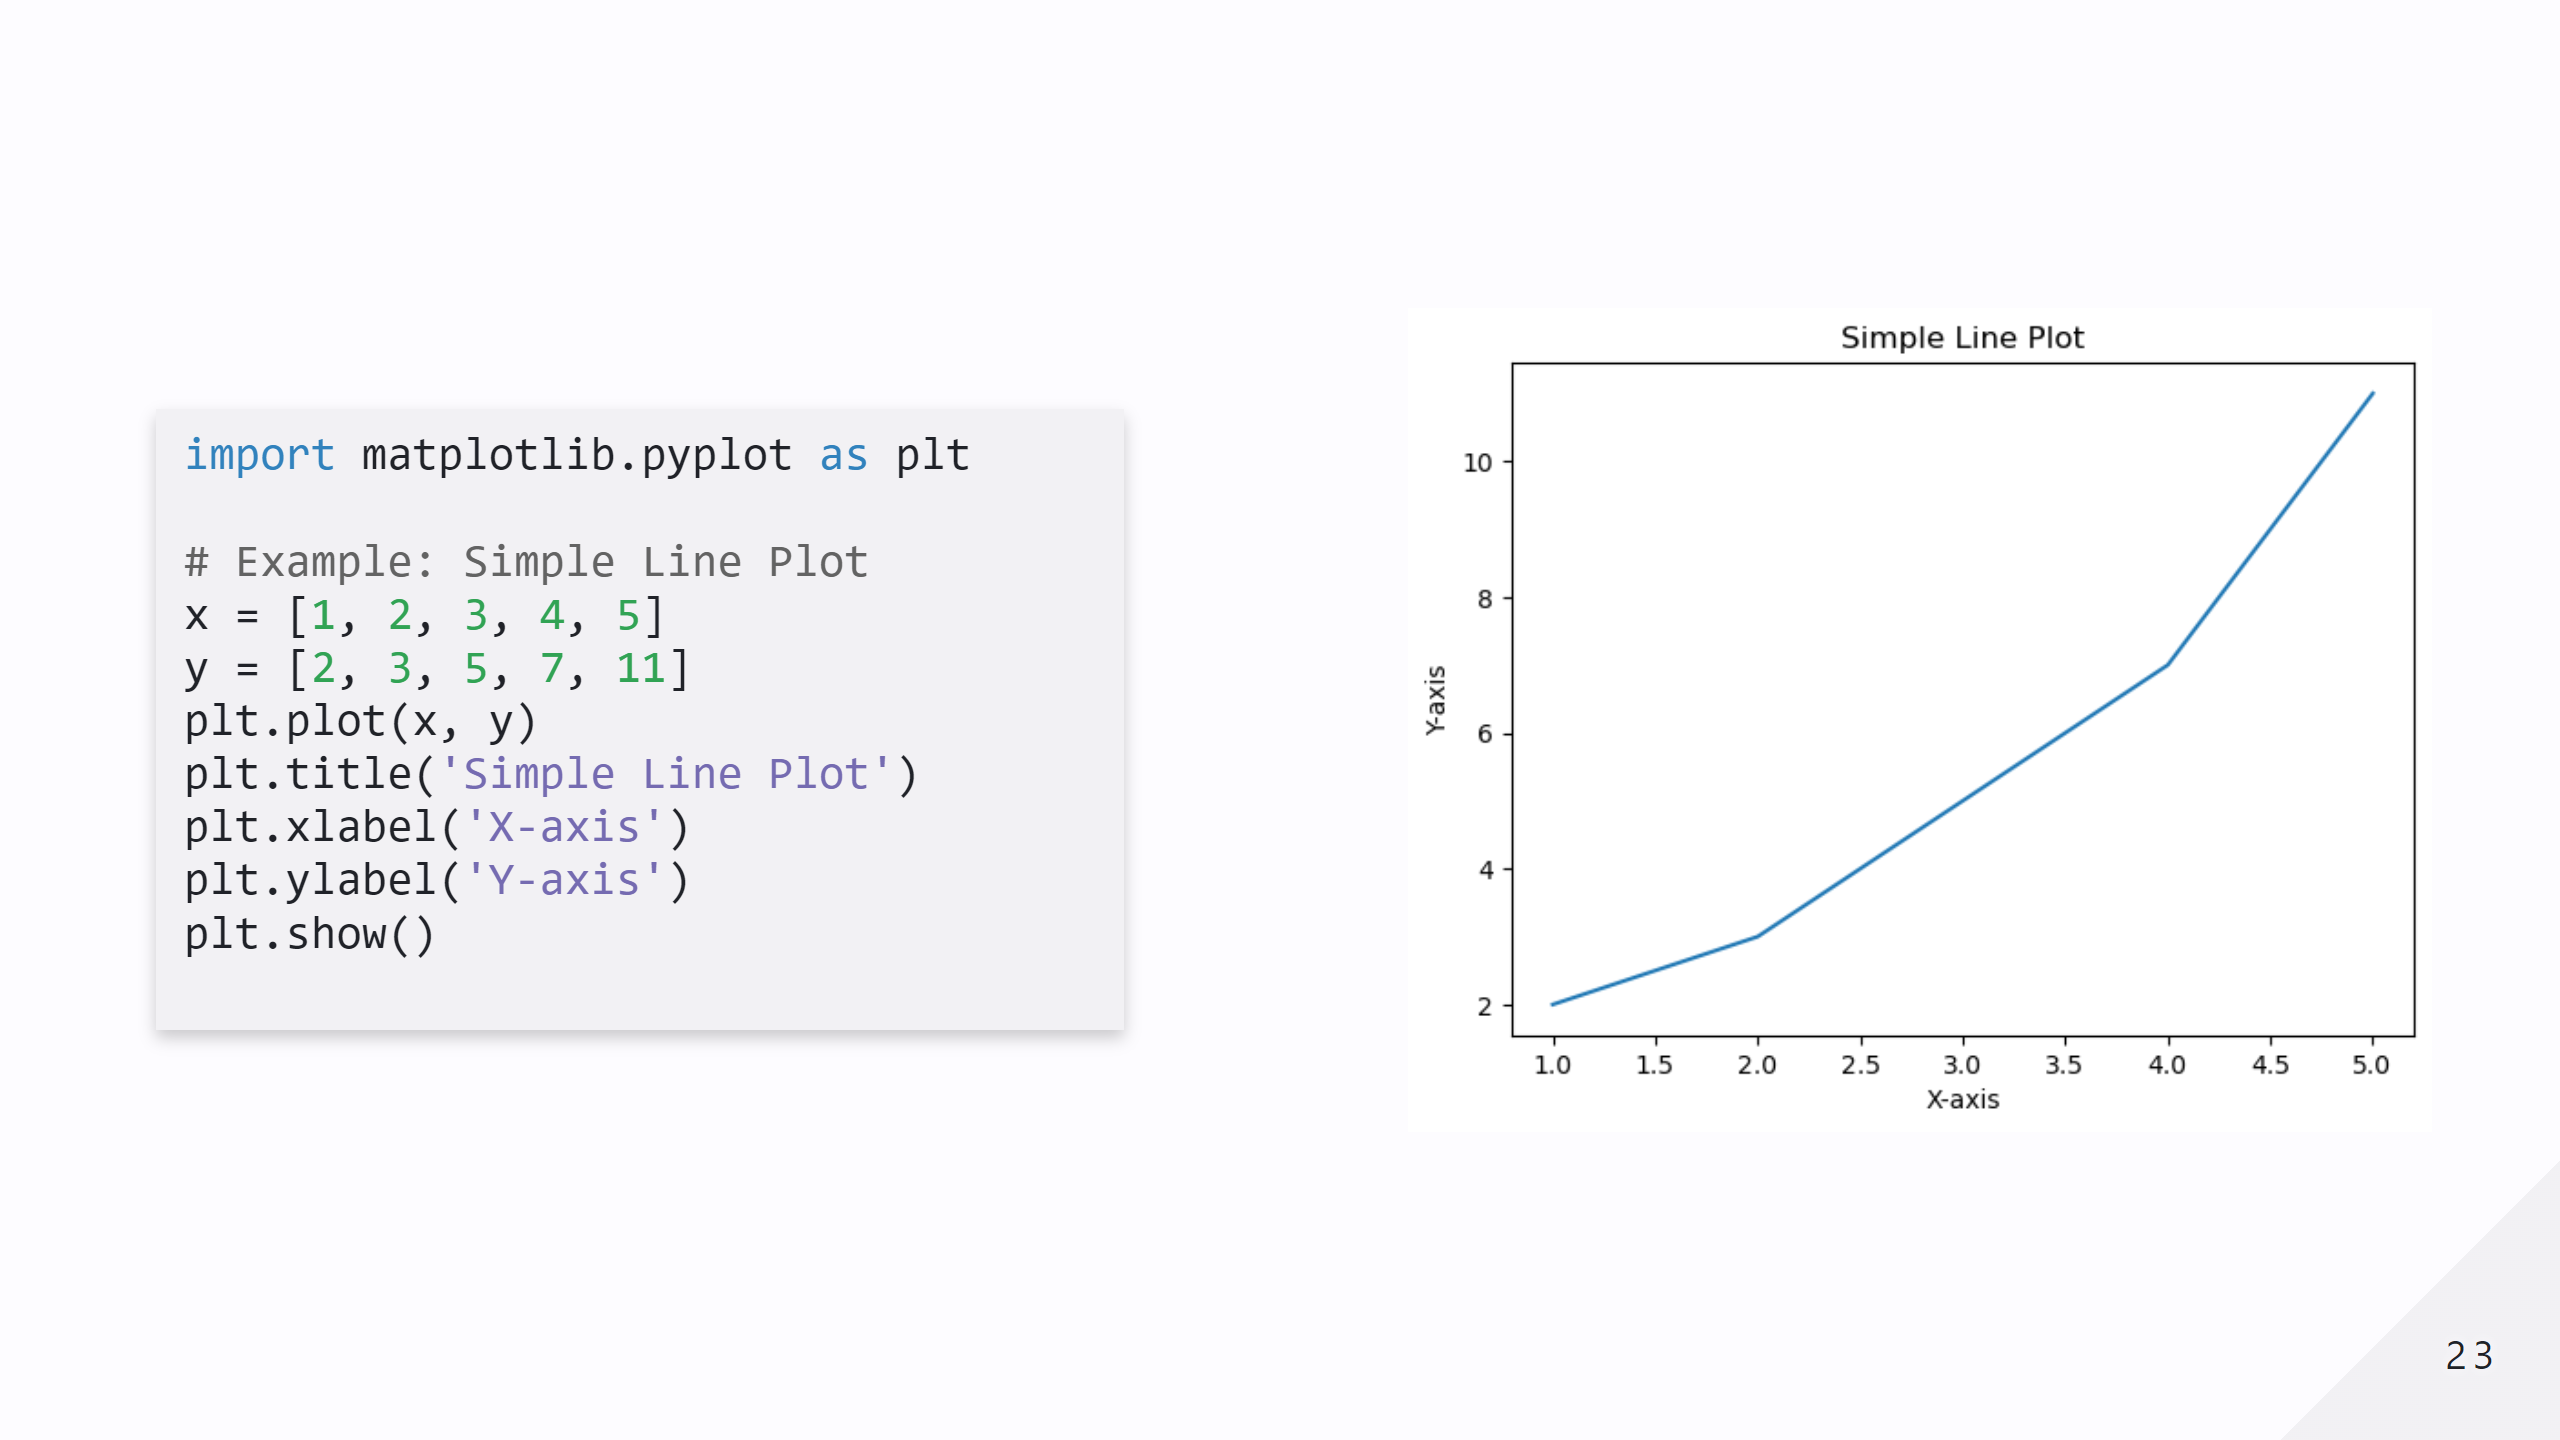 import matplotlib.pyplot as plt
# Example: Simple Line Plot
x = [1, 2, 3, 4, 5]
y = [2, 3, 5, 7, 11]
plt.plot(x, y)
plt.title('Simple Line Plot')
plt.xlabel('X-axis')
plt.ylabel('Y-axis')
plt.show()
Simple Line Plot
10
8
6
4
2
Y-axis
1.0 1.5 2.0 2.5 3.0 3.5 4.0 4.5 5.0
X-axis
23